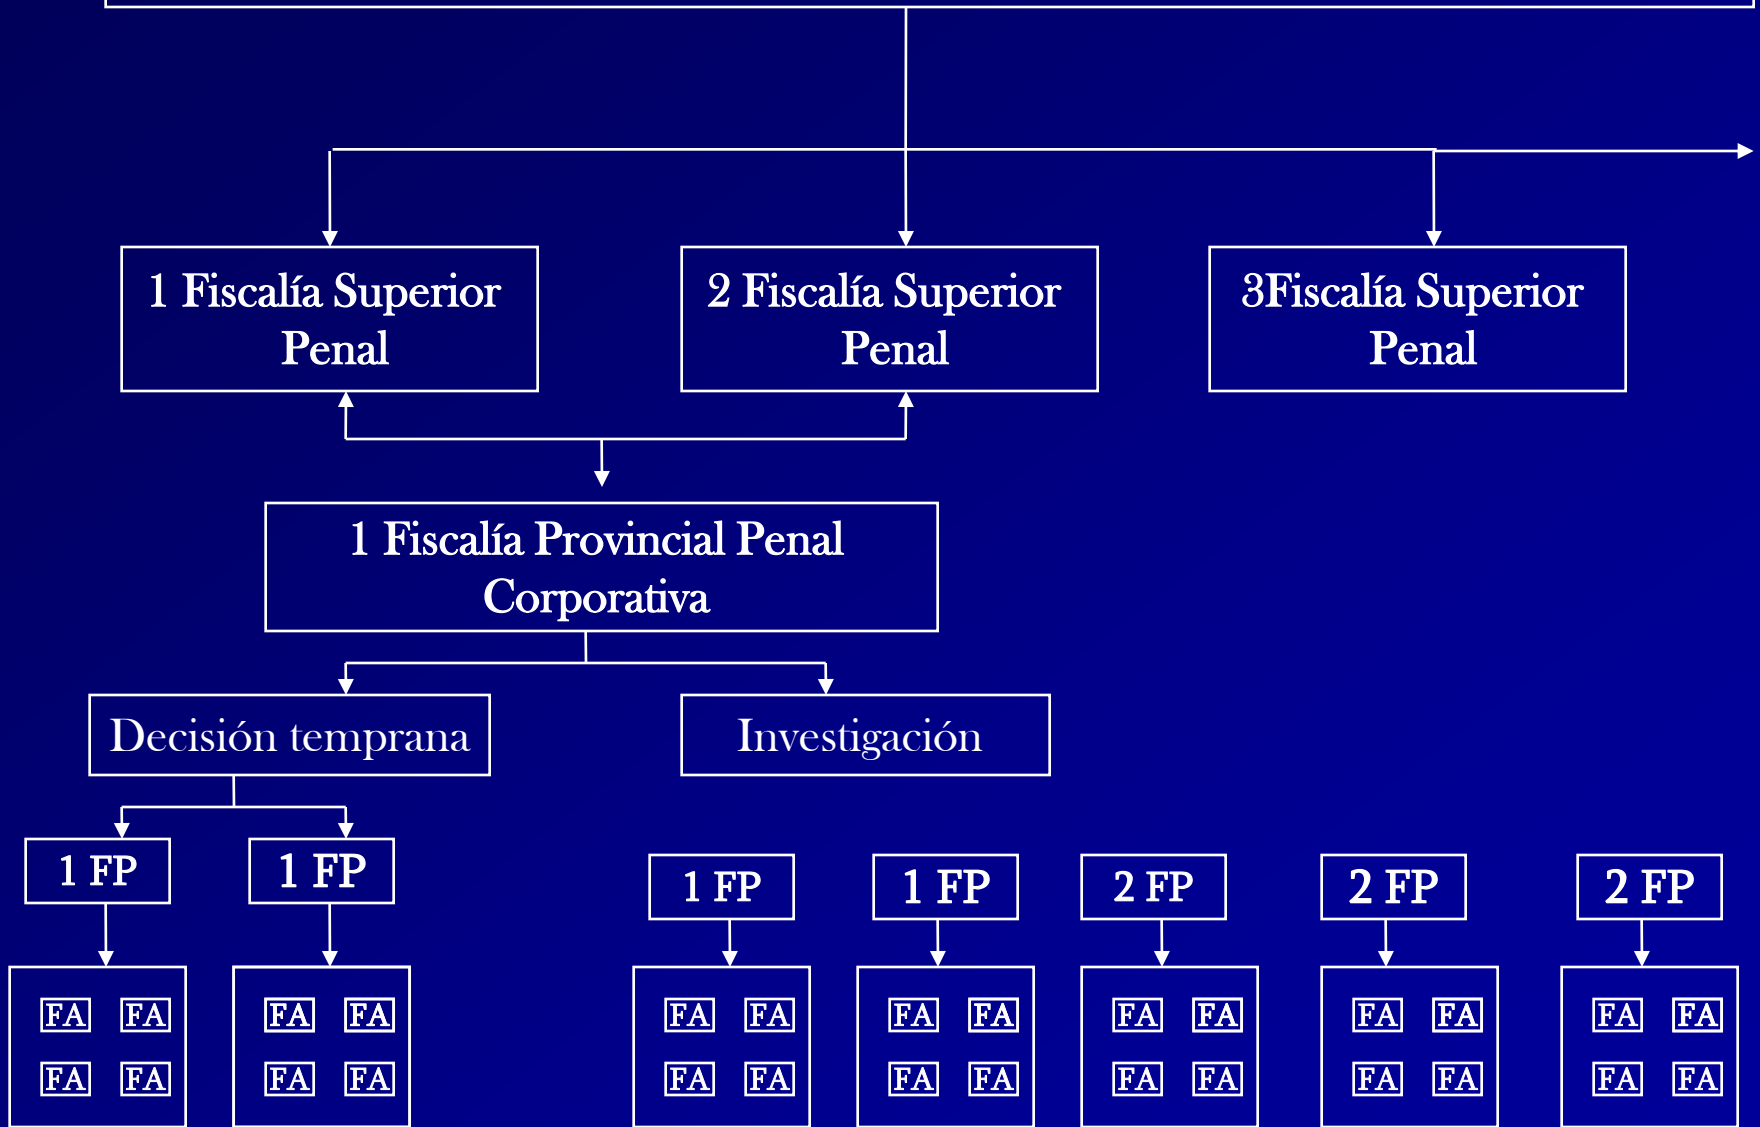 1 Fiscalía Superior
Penal
2 Fiscalía Superior
Penal
3Fiscalía Superior
Penal
1 Fiscalía Provincial Penal
Corporativa
Decisión temprana
Investigación
1 FP
1 FP
1 FP
1 FP
2 FP
2 FP
2 FP
FA FA
FA FA
FA FA
FA FA
FA FA
FA FA
FA FA
FA FA
FA FA
FA FA
FA FA
FA FA
FA FA
FA FA